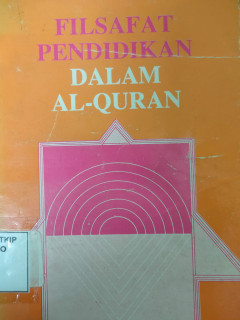 FILSAFAT
PENDIDIKAN
DALAM
AL-QURAN